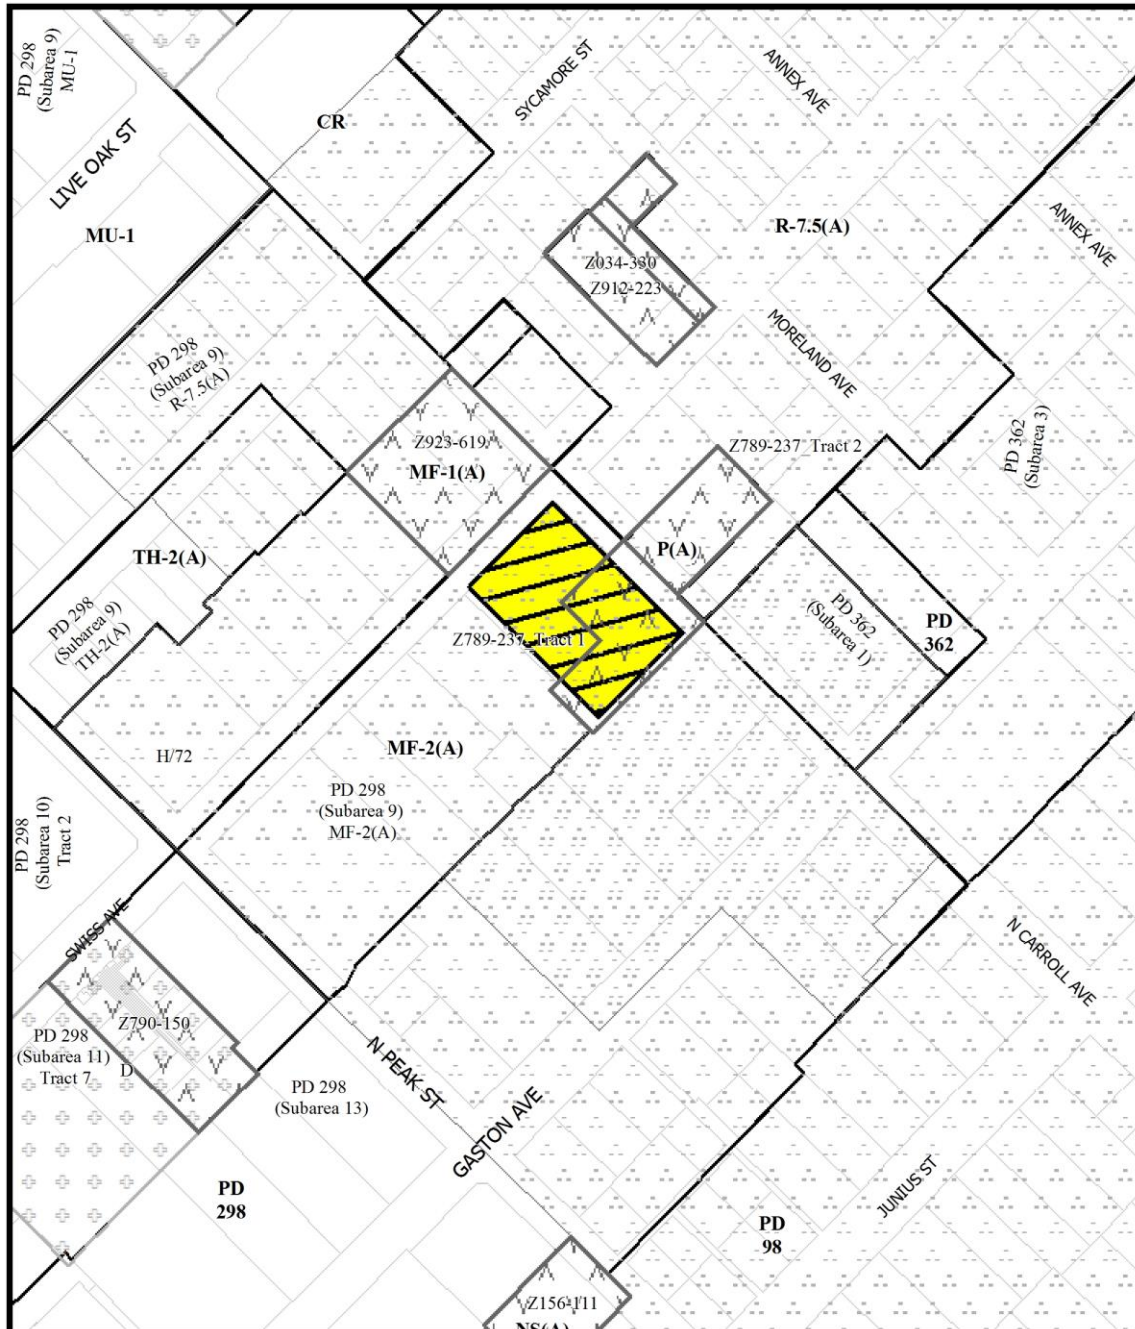 PD 298
(Subarea 9)
MU-1
SYCAMORE ST
ANNEX AVE
CR
LIVE OAK ST
MU-1
R-7.5(A)
ANNEX AVE
Z034-330
Z912-223
MORELAND AVE
PD 298
(Subarea 9)
R-7.5(A)
PD 362
(Subarea 3)
Z923-619
MF-1(A)
Z789-237_Tract 2
P(A)
TH-2(A)
PD 298
(Subarea 9)
TH-2(A)
PD 362
(Subarea 1)
PD
362
Z789-237_Tract 1
H/72
MF-2(A)
PD 298
(Subarea 9)
MF-2(A)
PD 298
(Subarea 10)
Tract 2
SWISS AVE
N CARROLL AVE
Z790-150
PD 298
(Subarea 11)
Tract 7
D
N PEAK ST
PD 298
(Subarea 13)
GASTON AVE
JUNIUS ST
PD
298
PD
98
Z156-111
NS(A)